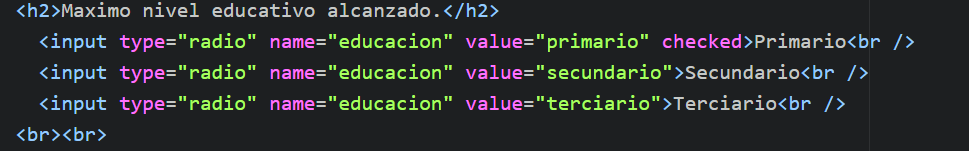 <h2>Maximo nivel educativo alcanzado.</h2>
<input type="radio" name="educacion" value="primario" checked>Primario<br />
<input type="radio" name="educacion" value="secundario">Secundario<br />
<input type="radio" name="educacion" value="terciario">Terciario<br />
<br><br>